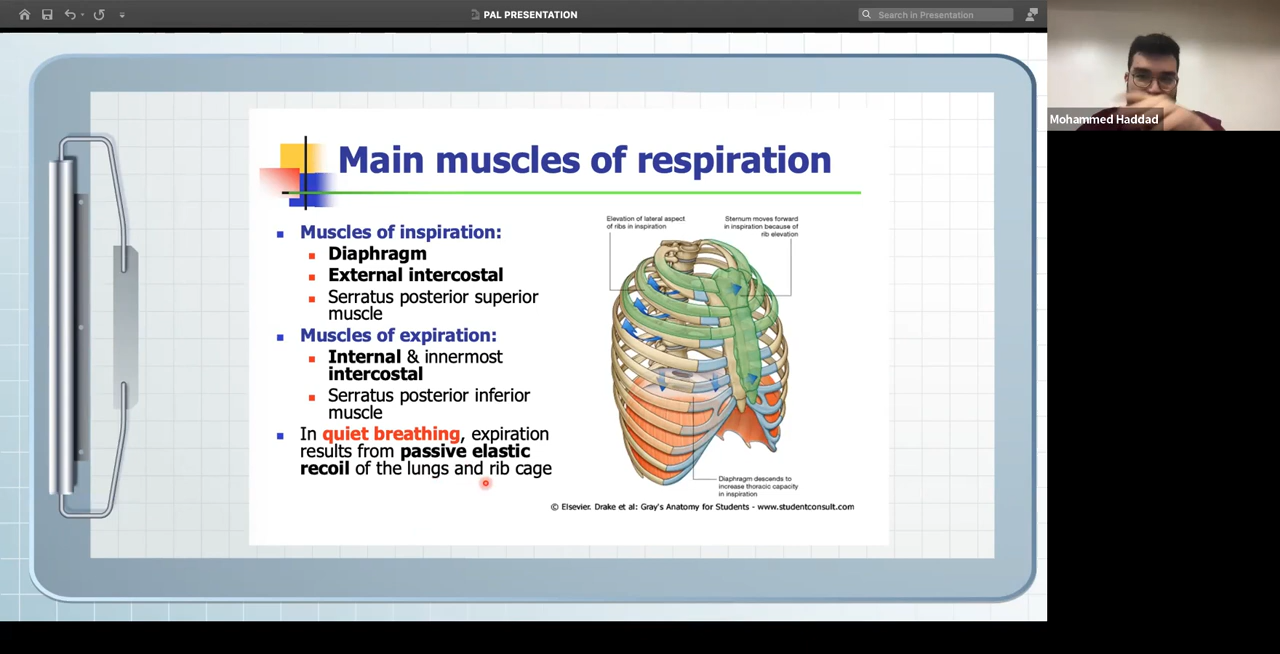 PAL PRESENTATION
Search in Presentation
Mohammed Haddad
Main muscles of respiration
Muscles of inspiration:
Diaphragm
External intercostal
Serratus posterior superior
muscle
Muscles of expiration:
Internal & innermost
intercostal
Serratus posterior inferior
muscle
In quiet breathing, expiration
results from passive elastic
recoil of the lungs and rib cage
Elevation of lateral aspect
of ribs in inspiration
Sternum moves forward
in inspiration because of
rib elevation
Diaphragm descends to
increase thoracic capacity
in inspiration
© Elsevier. Drake et al: Gray's Anatomy for Students - www.studentconsult.com